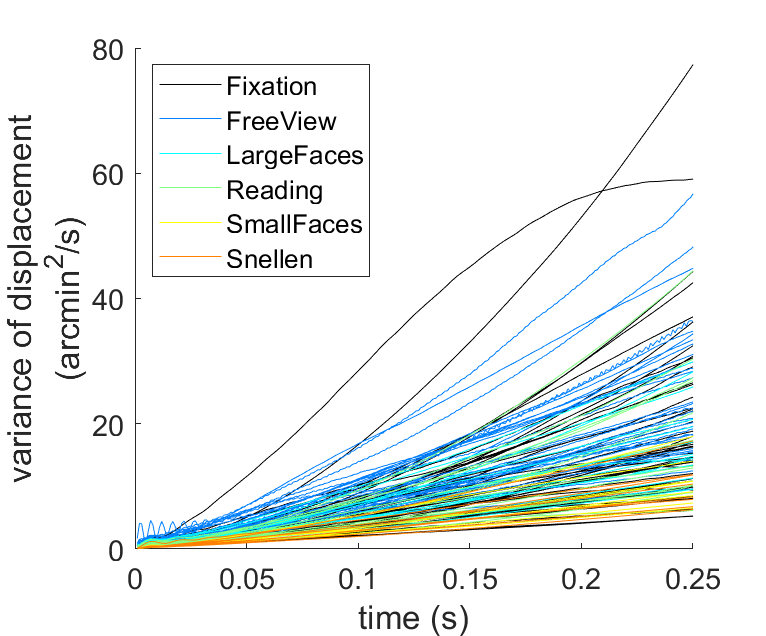 variance of displacement
(arcmin²/s)
80
60
40
20
0
Fixation
FreeView
LargeFaces
Reading
SmallFaces
Snellen
0 0.05 0.1 0.15 0.2 0.25
time (s)